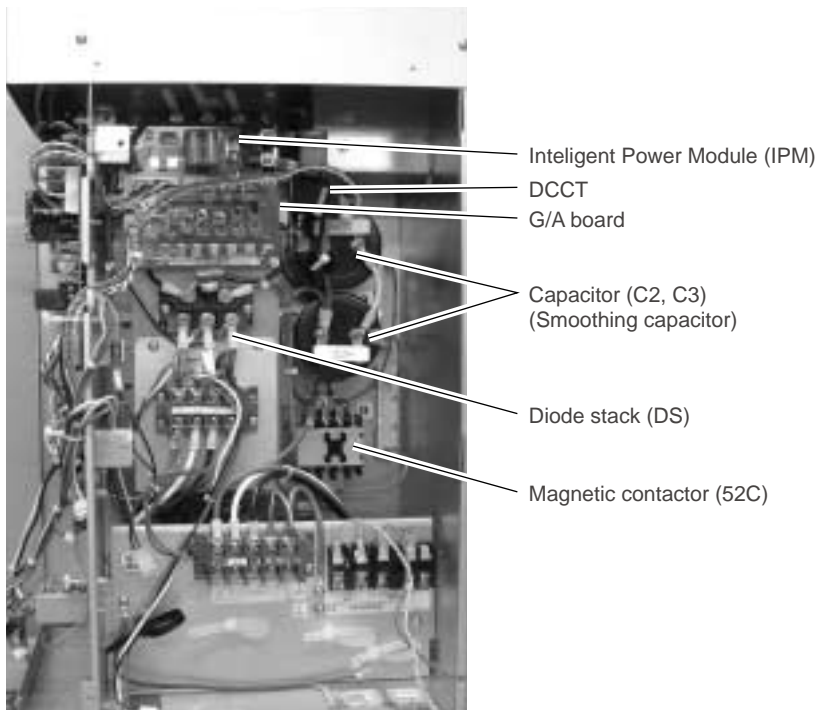 Inteligent Power Module (IPM)
DCCT
G/A board
Capacitor (C2, C3)
(Smoothing capacitor)
Diode stack (DS)
Magnetic contactor (52C)